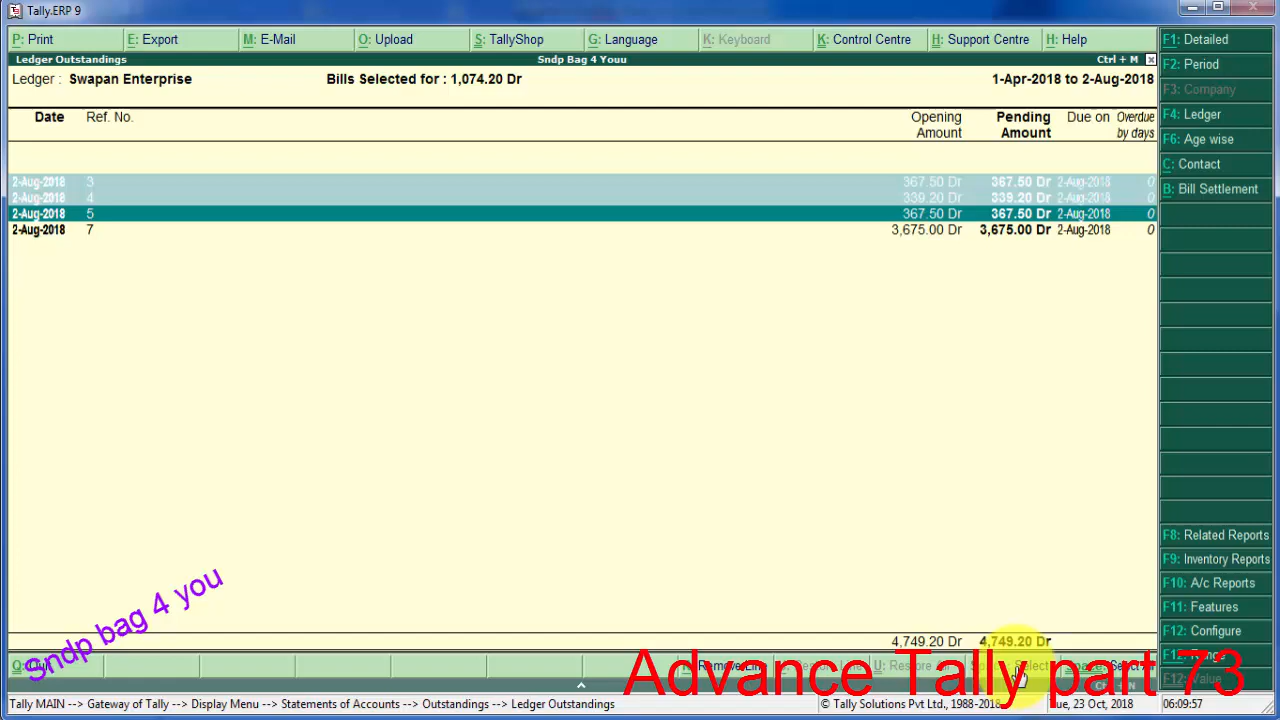 Tally.ERP 9
P: Print E: Export M: E-Mail O: Upload S: TallyShop G: Language K: Keyboard K: Control Centre H: Support Centre H: Help
Ledger Outstandings Sndp Bag 4 Youu Ctrl + M
Ledger : Swapan Enterprise Bills Selected for : 1,074.20 Dr 1-Apr-2018 to 2-Aug-2018
Date Ref. No. Opening Pending Due on Overdue
Amount Amount by days
2-Aug-2018 3 367.50 Dr 367.50 Dr 2-Aug-2018 0
2-Aug-2018 4 339.20 Dr 339.20 Dr 2-Aug-2018 0
2-Aug-2018 5 367.50 Dr 367.50 Dr 2-Aug-2018 0
2-Aug-2018 7 3,675.00 Dr 3,675.00 Dr 2-Aug-2018 0
4,749.20 Dr 4,749.20 Dr
F1: Detailed
F2: Period
F3: Company
F4: Ledger
F6: Age wise
C: Contact
B: Bill Settlement
F8: Related Reports
F9: Inventory Reports
F10: A/c Reports
F11: Features
F12: Configure
Sndp bag 4 you
Advance Tally part 73
Tally MAIN --> Gateway of Tally --> Display Menu --> Statements of Accounts --> Outstandings --> Ledger Outstandings © Tally Solutions Pvt Ltd., 1988-2018 Tue, 23 Oct, 2018 06:09:57